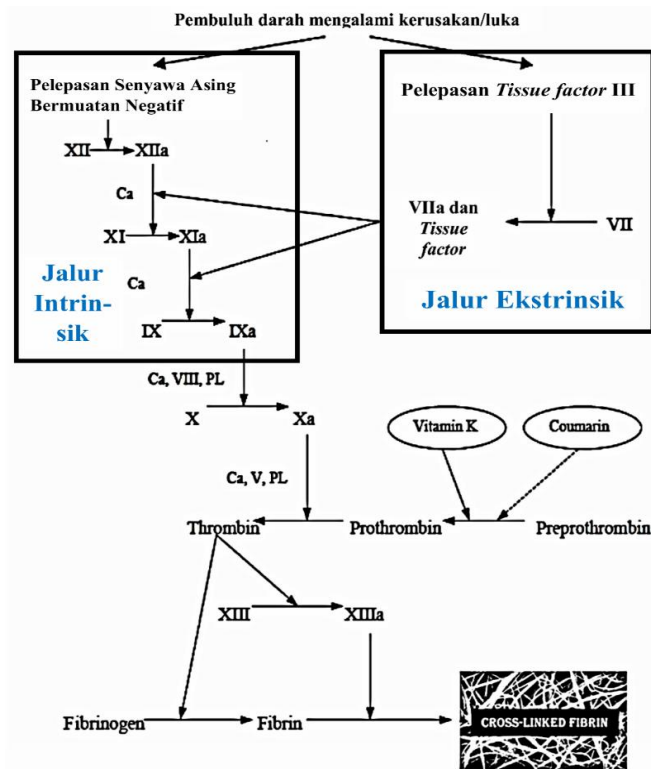 Pembuluh darah mengalami kerusakan/luka
Pelepasan Senyawa Asing
Bermuatan Negatif
XII
XIIa
Ca
XI
XIa
Ca
IX
IXa
Jalur
Intrin-
sik
Pelepasan Tissue factor III
VIIa dan
Tissue
factor
VII
Jalur Ekstrinsik
Ca, VIII, PL
X
Xa
Vitamin K
Coumarin
Ca, V, PL
Thrombin
Prothrombin
Preprothrombin
XIII
XIIIa
Fibrinogen
Fibrin
CROSS-LINKED FIBRIN